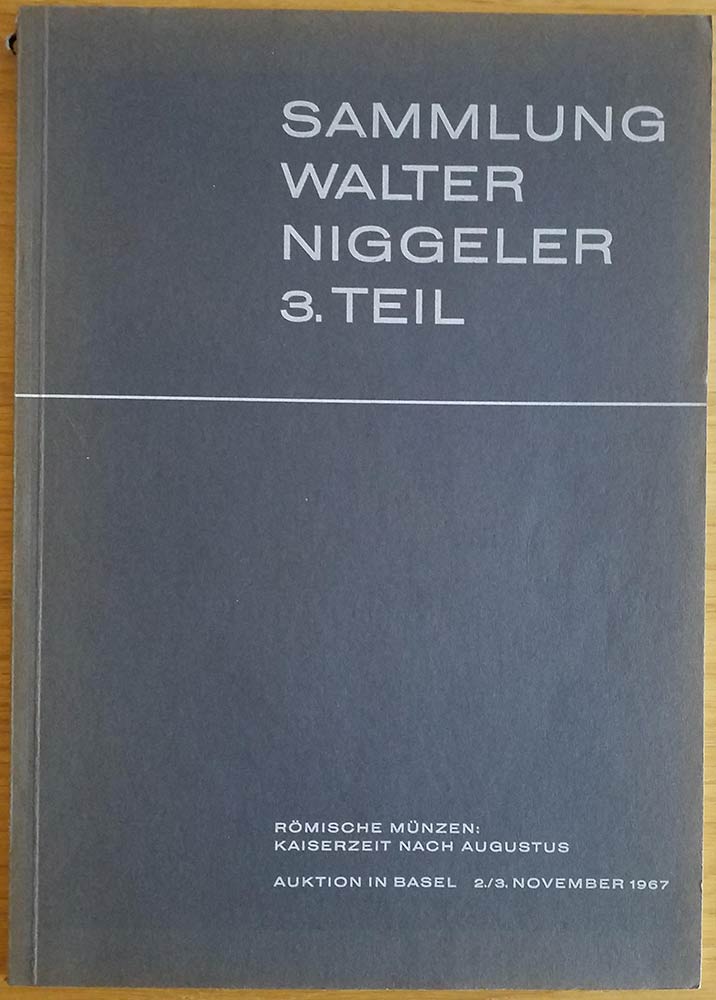 SAMMLUNG
WALTER
NIGGELER
3. TEIL
RÖMISCHE MÜNZEN:
KAISERZEIT NACH AUGUSTUS
AUKTION IN BASEL 2./3. NOVEMBER 1967